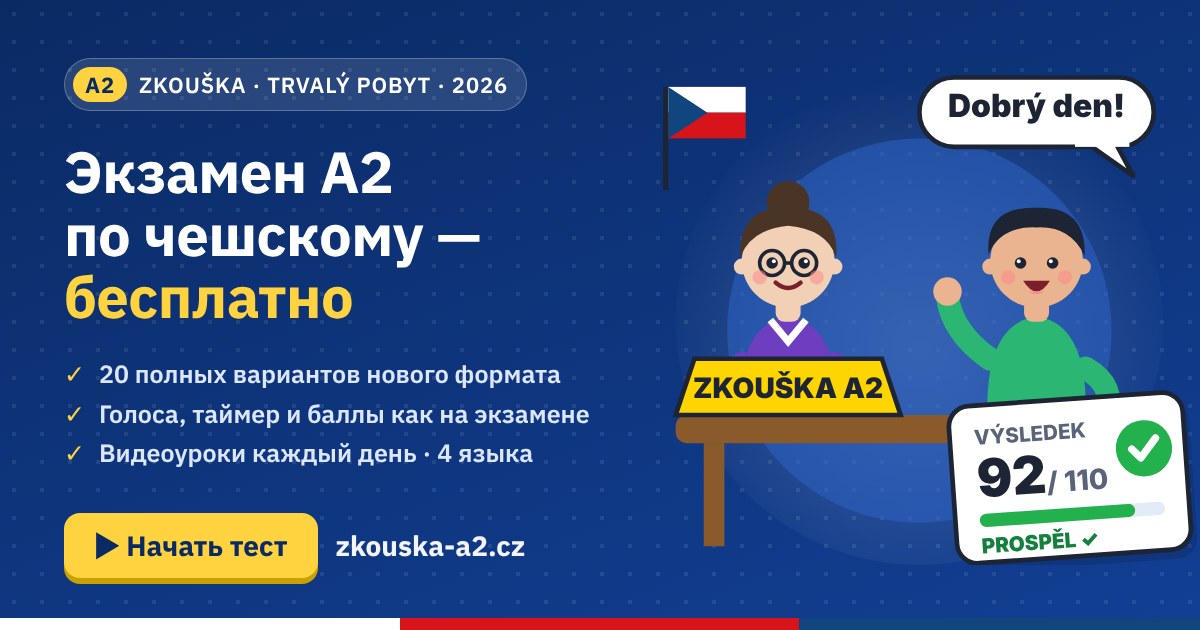 A2 ZKOUŠKA · TRVALÝ POBYT · 2026
Экзамен А2
по чешскому —
бесплатно
✓ 20 полных вариантов нового формата
✓ Голоса, таймер и баллы как на экзамене
✓ Видеоуроки каждый день · 4 языка
▶ Начать тест
zkouska-a2.cz
Dobrý den!
ZKOUŠKA A2
VÝSLEDEK
92 / 110
PROSPĚL ✓